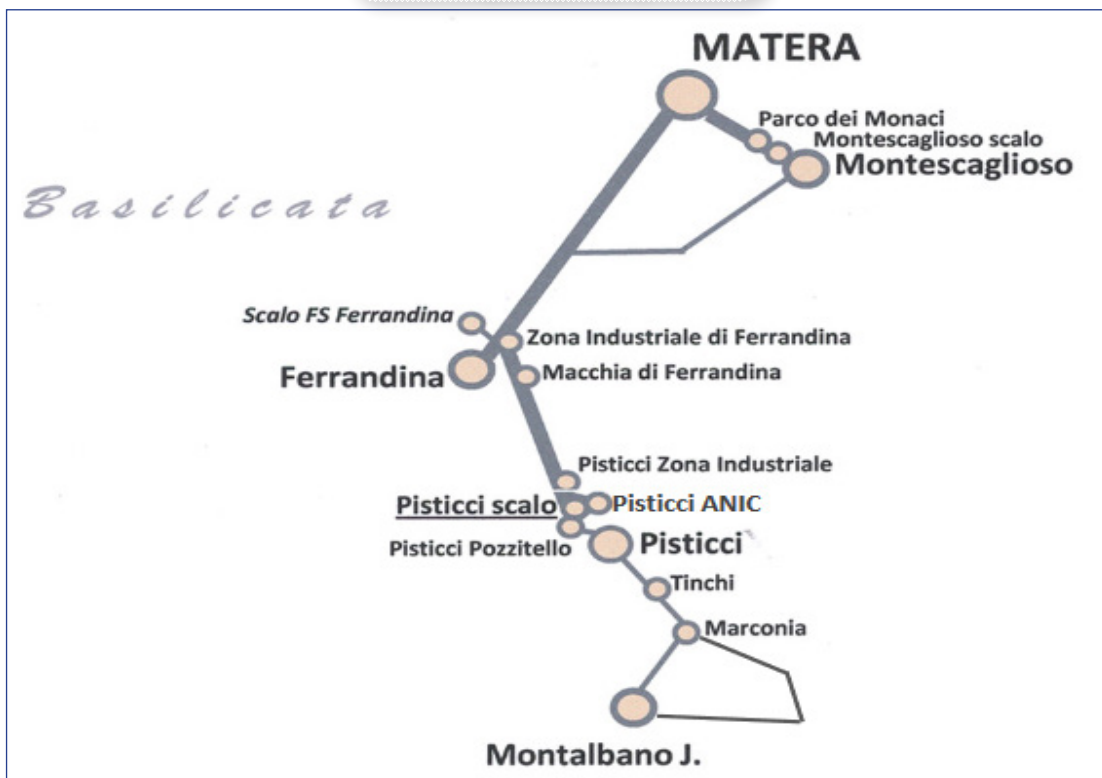 MATERA
Parco dei Monaci
Montescaglioso scalo
Montescaglioso
Basilicata
Scalo FS Ferrandina
Zona Industriale di Ferrandina
Ferrandina
Macchia di Ferrandina
Pisticci Zona Industriale
Pisticci scalo
Pisticci ANIC
Pisticci Pozzitello
Pisticci
Tinchi
Marconia
Montalbano J.